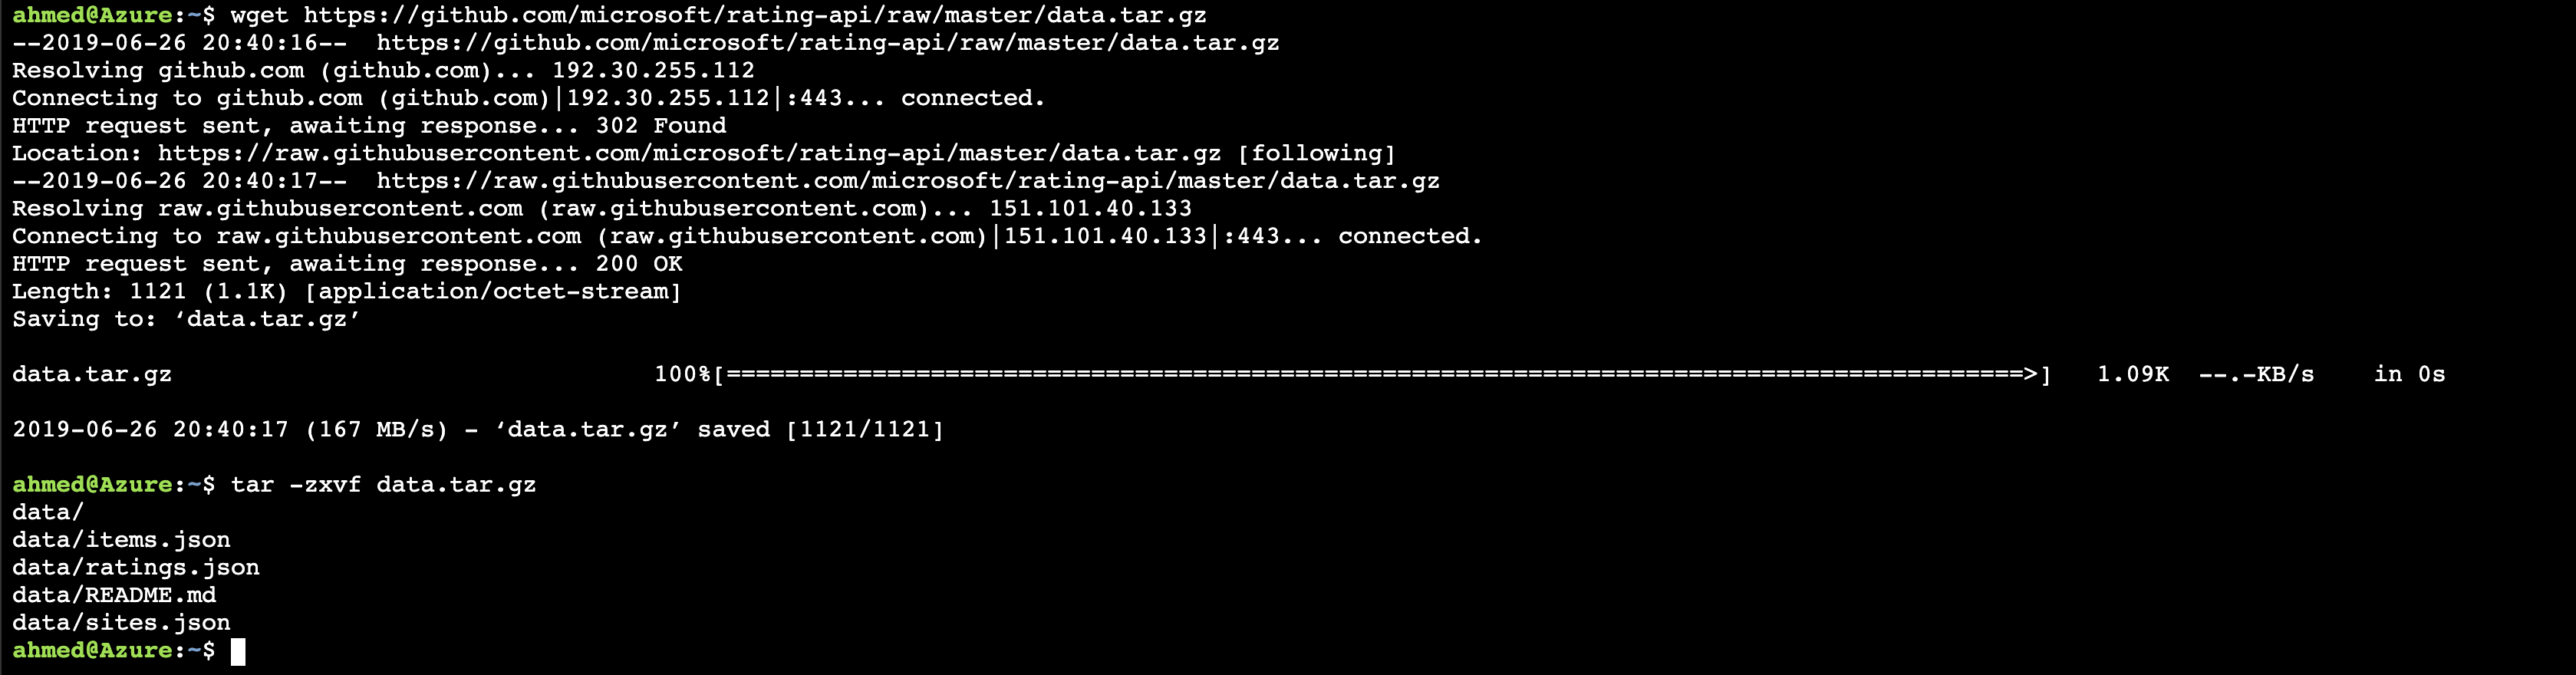 ahmed@Azure:~$ wget https://github.com/microsoft/rating-api/raw/master/data.tar.gz
--2019-06-26 20:40:16--  https://github.com/microsoft/rating-api/raw/master/data.tar.gz
Resolving github.com (github.com)... 192.30.255.112
Connecting to github.com (github.com)|192.30.255.112|:443... connected.
HTTP request sent, awaiting response... 302 Found
Location: https://raw.githubusercontent.com/microsoft/rating-api/master/data.tar.gz [following]
--2019-06-26 20:40:17--  https://raw.githubusercontent.com/microsoft/rating-api/master/data.tar.gz
Resolving raw.githubusercontent.com (raw.githubusercontent.com)... 151.101.40.133
Connecting to raw.githubusercontent.com (raw.githubusercontent.com)|151.101.40.133|:443... connected.
HTTP request sent, awaiting response... 200 OK
Length: 1121 (1.1K) [application/octet-stream]
Saving to: ‘data.tar.gz’
data.tar.gz                                 100%[=========================================================================================>]   1.09K  --.-KB/s    in 0s
2019-06-26 20:40:17 (167 MB/s) - ‘data.tar.gz’ saved [1121/1121]
ahmed@Azure:~$ tar -zxvf data.tar.gz
data/
data/items.json
data/ratings.json
data/README.md
data/sites.json
ahmed@Azure:~$